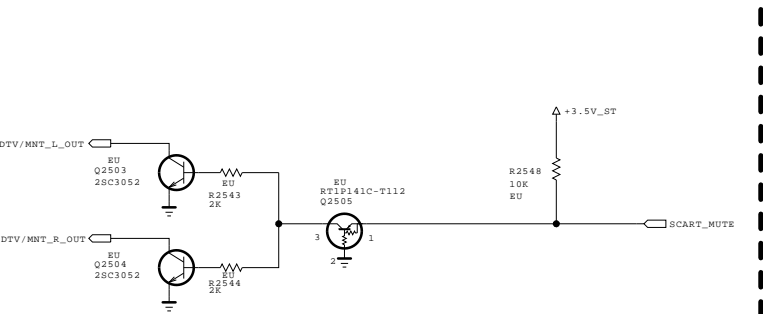 +3.5V_ST
DTV/MNT_L_OUT
EU
Q2503
2SC3052
EU
R2543
2K
EU
RT1P141C-T112
Q2505
R2548
10K
EU
3
1
2
SCART_MUTE
DTV/MNT_R_OUT
EU
Q2504
2SC3052
EU
R2544
2K